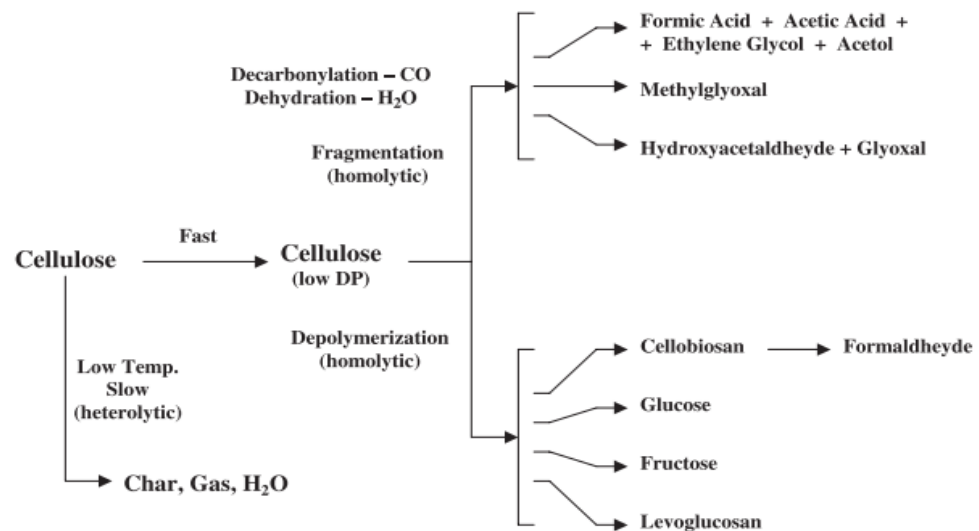 Formic Acid + Acetic Acid +
+ Ethylene Glycol + Acetol
Decarbonylation – CO
Dehydration – H₂O
Methylglyoxal
Fragmentation
(homolytic)
Hydroxyacetaldheyde + Glyoxal
Cellulose
Fast
Cellulose
(low DP)
Depolymerization
(homolytic)
Cellobiosan
Formaldheyde
Low Temp.
Slow
(heterolytic)
Glucose
Fructose
Char, Gas, H₂O
Levoglucosan